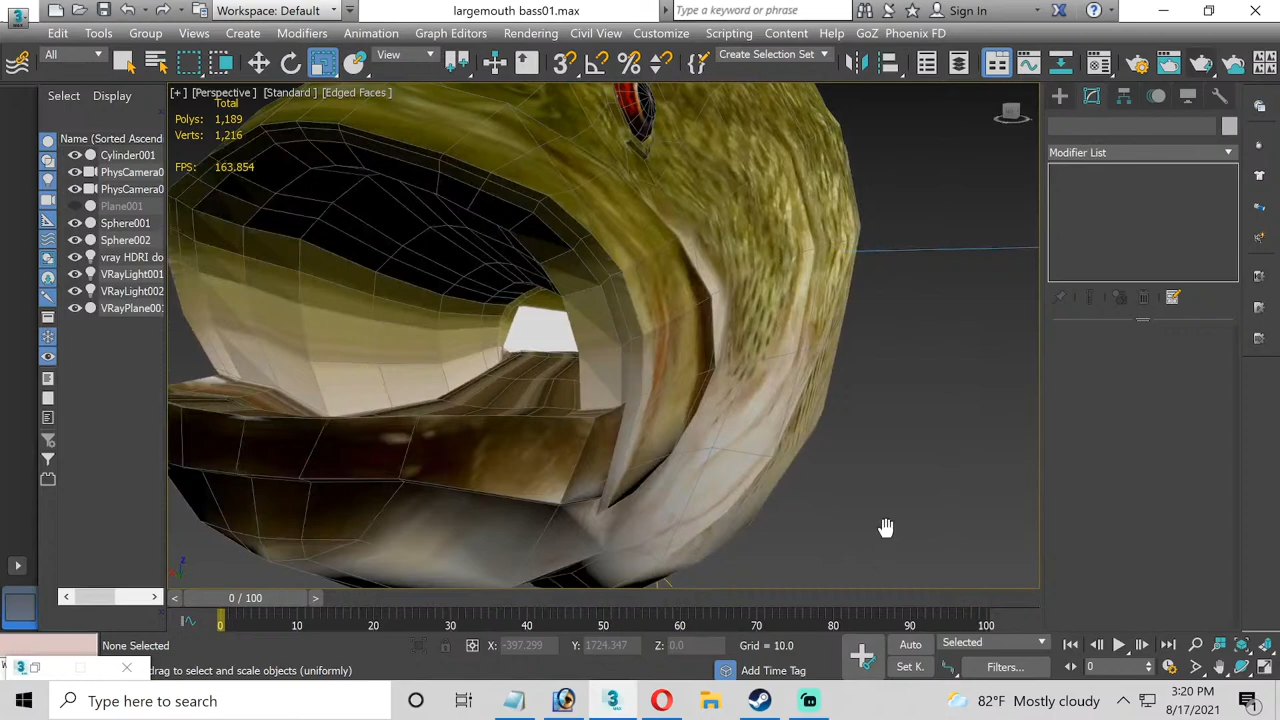 Workspace: Default
largemouth bass01.max
Type a keyword or phrase
Sign In
Edit Tools Group Views Create Modifiers Animation Graph Editors Rendering Civil View Customize Scripting Content Help GoZ Phoenix FD
All
View
Create Selection Set
Select Display
Name (Sorted Ascend
Cylinder001
PhysCamera0
PhysCamera0
Plane001
Sphere001
Sphere002
vray HDRI do
VRayLight001
VRayLight002
VRayPlane00
[+] [Perspective] [Standard] [Edged Faces]
Total
Polys: 1,189
Verts: 1,216
FPS: 163.854
Modifier List
0 / 100
0 10 20 30 40 50 60 70 80 90 100
None Selected
X: -397.299
Y: 1724.347
Z: 0.0
Grid = 10.0
Auto
Selected
drag to select and scale objects (uniformly)
Add Time Tag
Set K.
Filters...
0
Type here to search
82°F Mostly cloudy
3:20 PM
8/17/2021